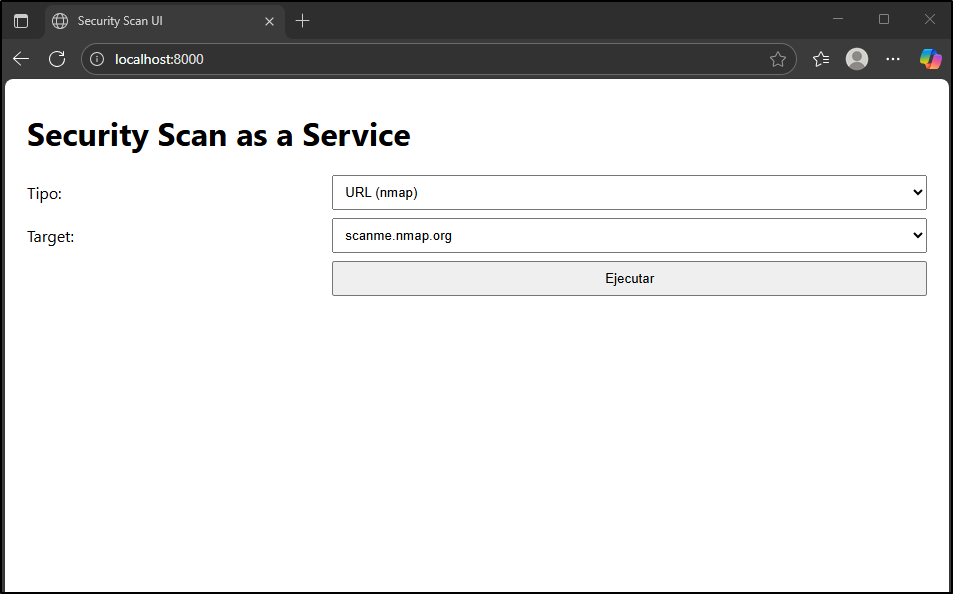 Security Scan UI
localhost:8000
Security Scan as a Service
Tipo:
URL (nmap)
Target:
scanme.nmap.org
Ejecutar